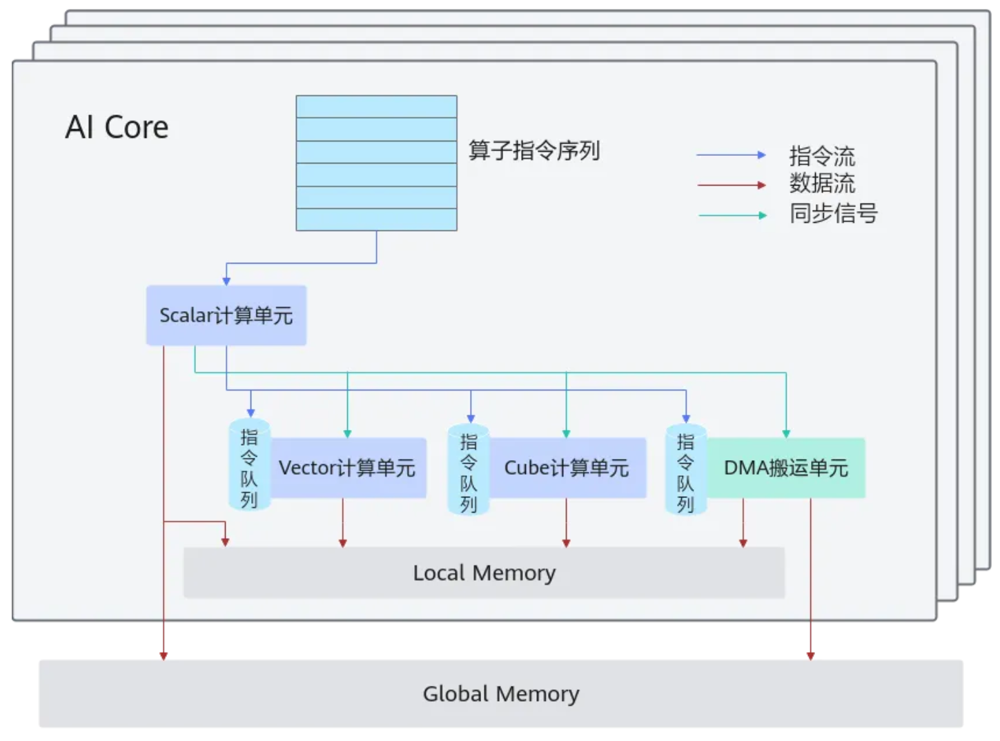 AI Core
算子指令序列
指令流
数据流
同步信号
Scalar计算单元
指令队列
Vector计算单元
指令队列
Cube计算单元
指令队列
DMA搬运单元
Local Memory
Global Memory